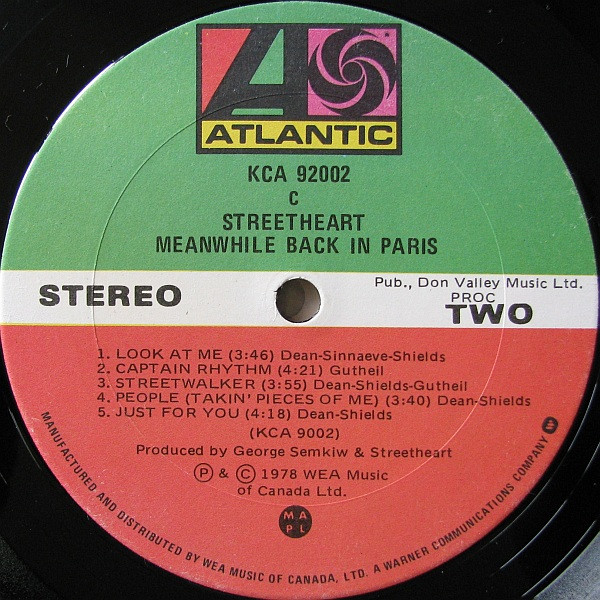 ATLANTIC
KCA 92002
C
STREETHEART
MEANWHILE BACK IN PARIS
STEREO
Pub., Don Valley Music Ltd.
PROC
TWO
1. LOOK AT ME (3:46) Dean-Sinnaeve-Shields
2. CAPTAIN RHYTHM (4:21) Gutheil
3. STREETWALKER (3:55) Dean-Shields-Gutheil
4. PEOPLE (TAKIN' PIECES OF ME) (3:40) Dean-Shields
5. JUST FOR YOU (4:18) Dean-Shields
(KCA 9002)
Produced by George Semkiw & Streetheart
Ⓟ & Ⓒ 1978 WEA Music
of Canada Ltd.
M A
P L
MANUFACTURED AND DISTRIBUTED BY WEA MUSIC OF CANADA, LTD. A WARNER COMMUNICATIONS COMPANY